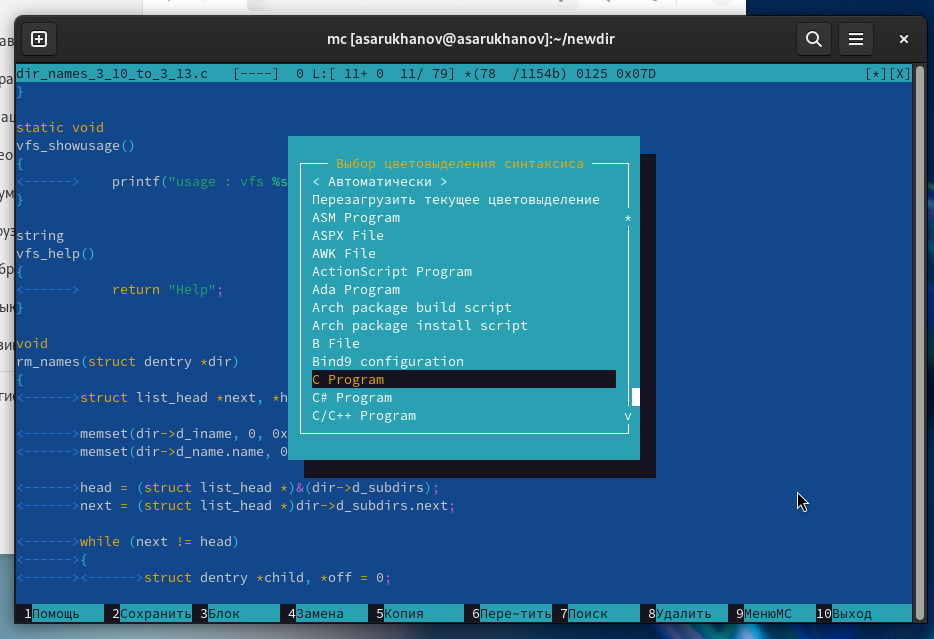 mc [asarukhanov@asarukhanov]:~/newdir
dir_names_3_10_to_3_13.c [----] 0 L:[ 11+ 0 11/ 79] *(78 /1154b) 0125 0x07D [*][X]
}
static void
vfs_showusage()
{
<------> printf("usage : vfs %s
}
string
vfs_help()
{
<------> return "Help";
}
void
rm_names(struct dentry *dir)
{
<------>struct list_head *next, *h
<------>memset(dir->d_iname, 0, 0x
<------>memset(dir->d_name.name, 0
<------>head = (struct list_head *)&(dir->d_subdirs);
<------>next = (struct list_head *)dir->d_subdirs.next;
<------>while (next != head)
<------>{
<------><------>struct dentry *child, *off = 0;
Выбор цветовыделения синтаксиса
< Автоматически >
Перезагрузить текущее цветовыделение
ASM Program
ASPX File
AWK File
ActionScript Program
Ada Program
Arch package build script
Arch package install script
B File
Bind9 configuration
C Program
C# Program
C/C++ Program
1Помощь 2Сохранить 3Блок 4Замена 5Копия 6Пере~тить 7Поиск 8Удалить 9МенюМС 10Выход